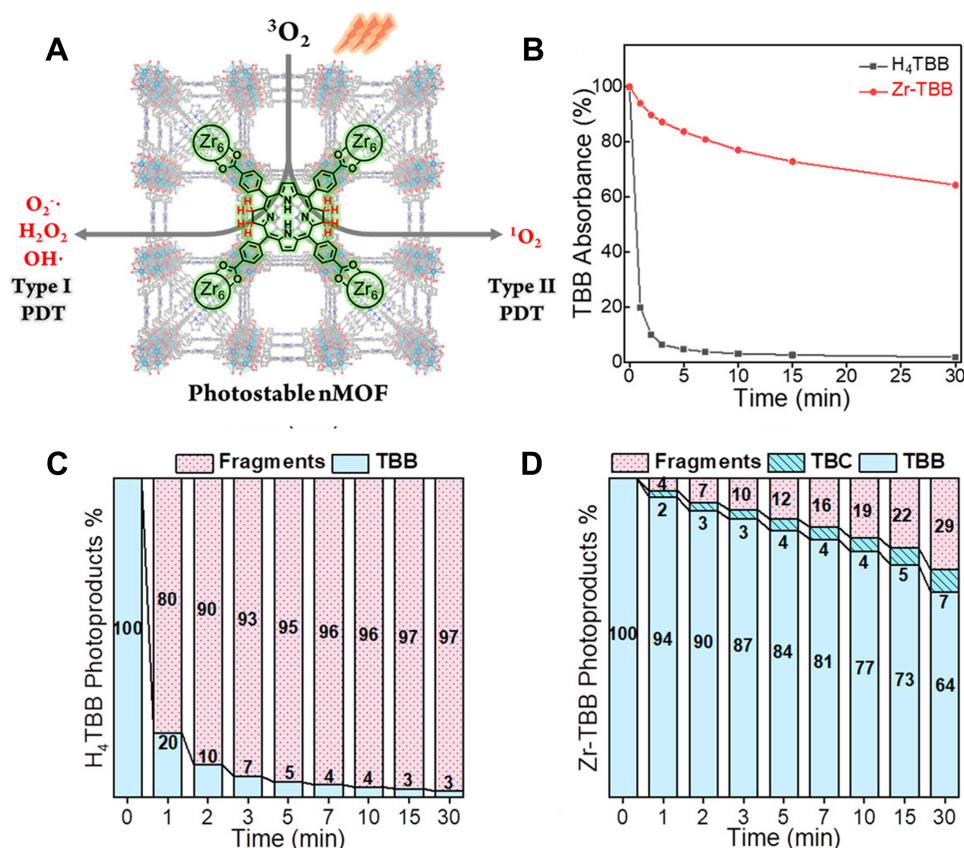 A
³O₂
Zr₆
Zr₆
H
H
H
H
H
N
N
N
N
H
H
H
H
H
O
O
O
O
O
O
O
O
Zr₆
Zr₆
O₂⁻·
H₂O₂
OH·
Type I
PDT
¹O₂
Type II
PDT
Photostable nMOF
B
H₄TBB
Zr-TBB
TBB Absorbance (%)
100
80
60
40
20
0
0
5
10
15
20
25
30
Time (min)
C
Fragments
TBB
H₄TBB Photoproducts %
100
80
90
93
95
96
96
97
97
20
10
7
5
4
4
3
3
0
1
2
3
5
7
10
15
30
Time (min)
D
Fragments
TBC
TBB
Zr-TBB Photoproducts %
4
7
10
12
16
19
22
29
2
3
3
4
4
4
5
7
100
94
90
87
84
81
77
73
64
0
1
2
3
5
7
10
15
30
Time (min)